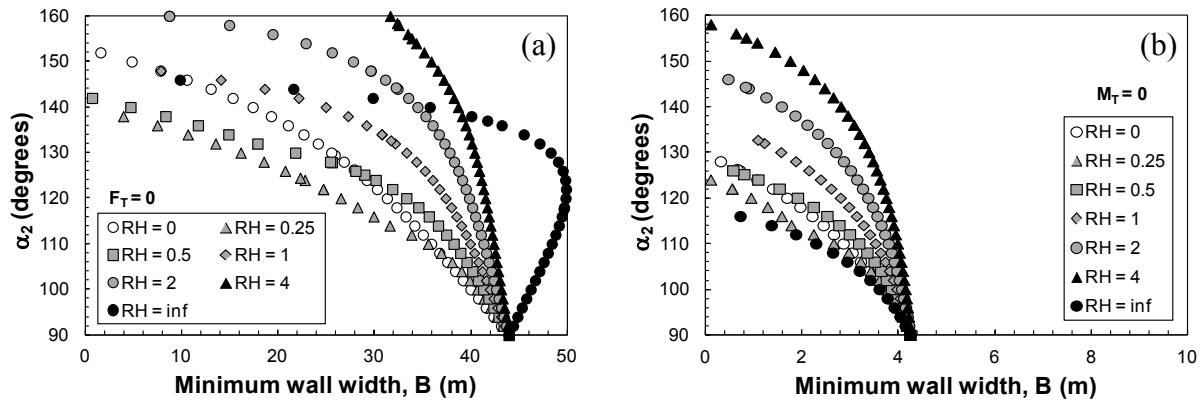 160
150
140
130
120
110
100
90
α₂ (degrees)
(a)
F_T = 0
RH = 0
RH = 0.25
RH = 0.5
RH = 1
RH = 2
RH = 4
RH = inf
0 10 20 30 40 50
Minimum wall width, B (m)
160
150
140
130
120
110
100
90
α₂ (degrees)
(b)
M_T = 0
RH = 0
RH = 0.25
RH = 0.5
RH = 1
RH = 2
RH = 4
RH = inf
0 2 4 6 8 10
Minimum wall width, B (m)